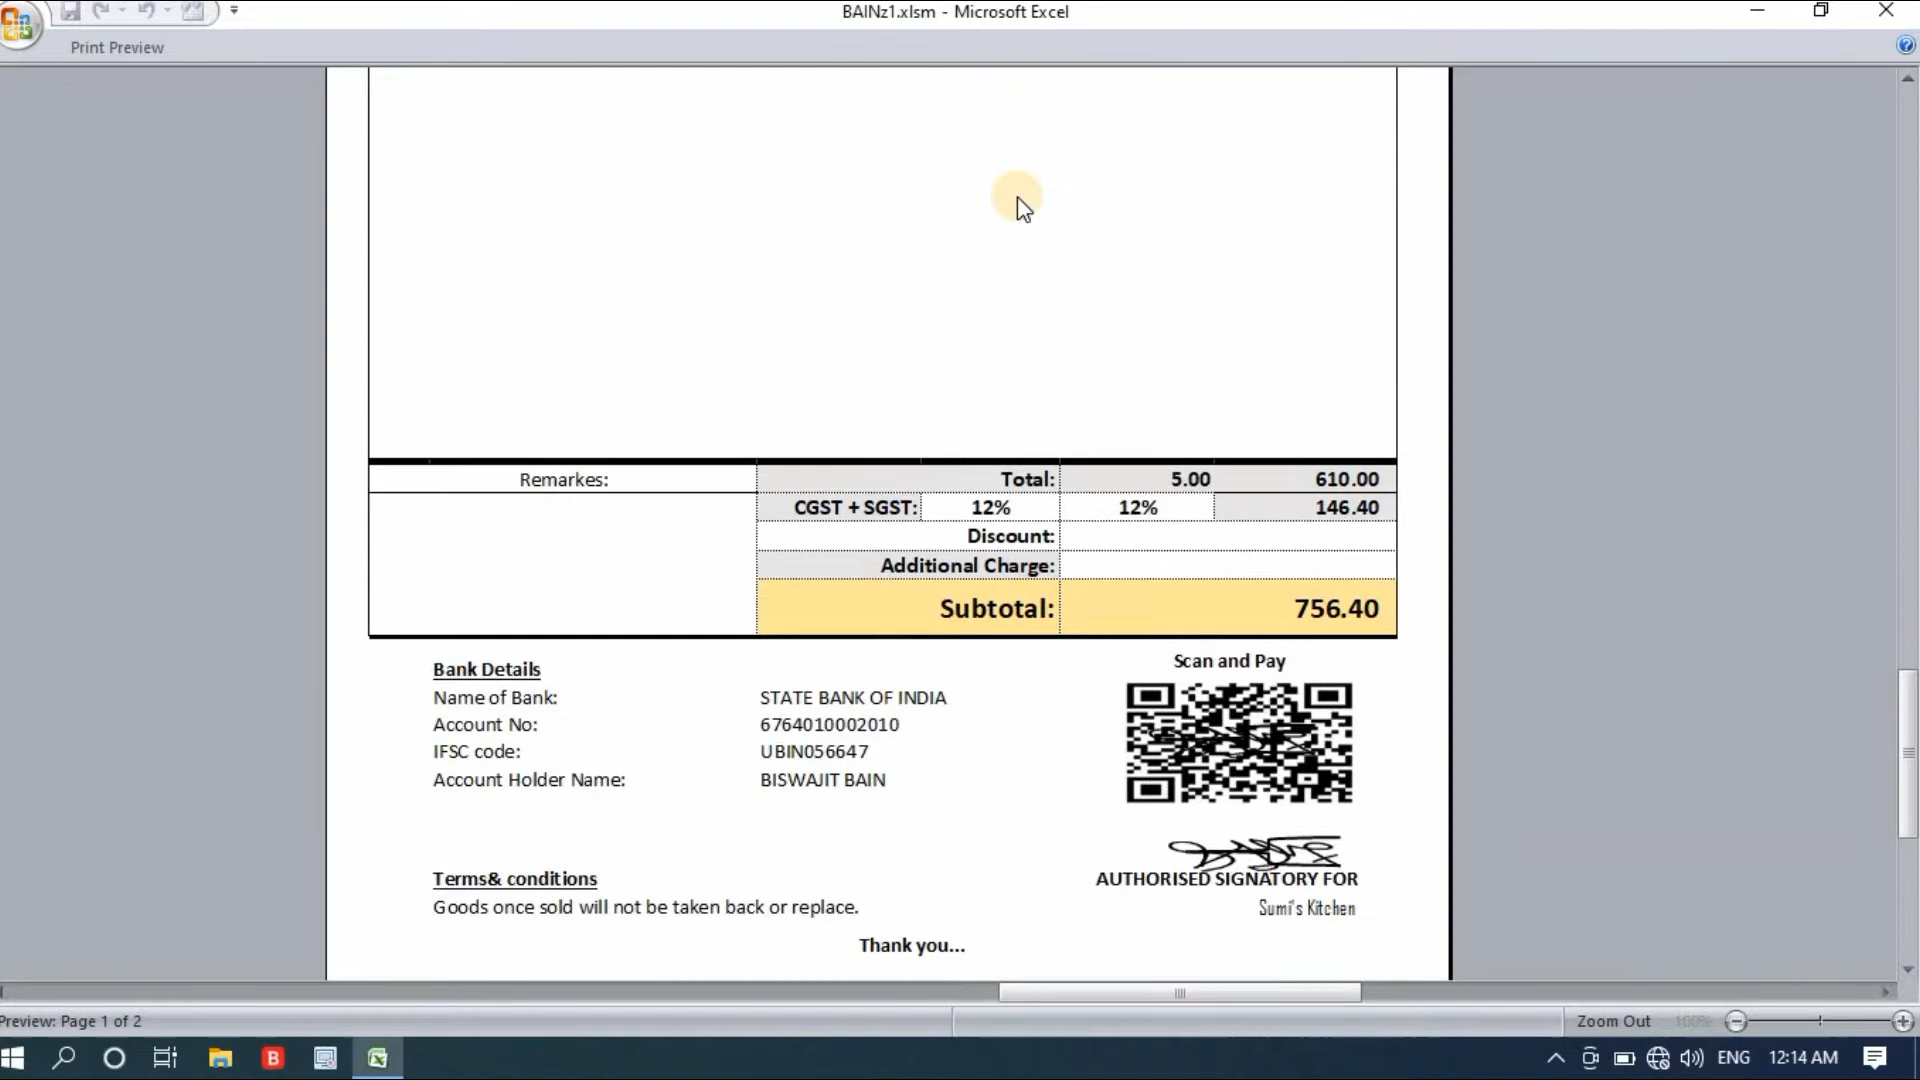 BAINz1.xlsm - Microsoft Excel
Print Preview
Remarkes: Total: 5.00 610.00
CGST + SGST: 12% 12% 146.40
Discount:
Additional Charge:
Subtotal: 756.40
Bank Details
Scan and Pay
Name of Bank: STATE BANK OF INDIA
Account No: 6764010002010
IFSC code: UBIN056647
Account Holder Name: BISWAJIT BAIN
Terms& conditions
AUTHORISED SIGNATORY FOR
Goods once sold will not be taken back or replace.
Sumi's Kitchen
Thank you...
Preview: Page 1 of 2
Zoom Out 100%
B
ENG 12:14 AM